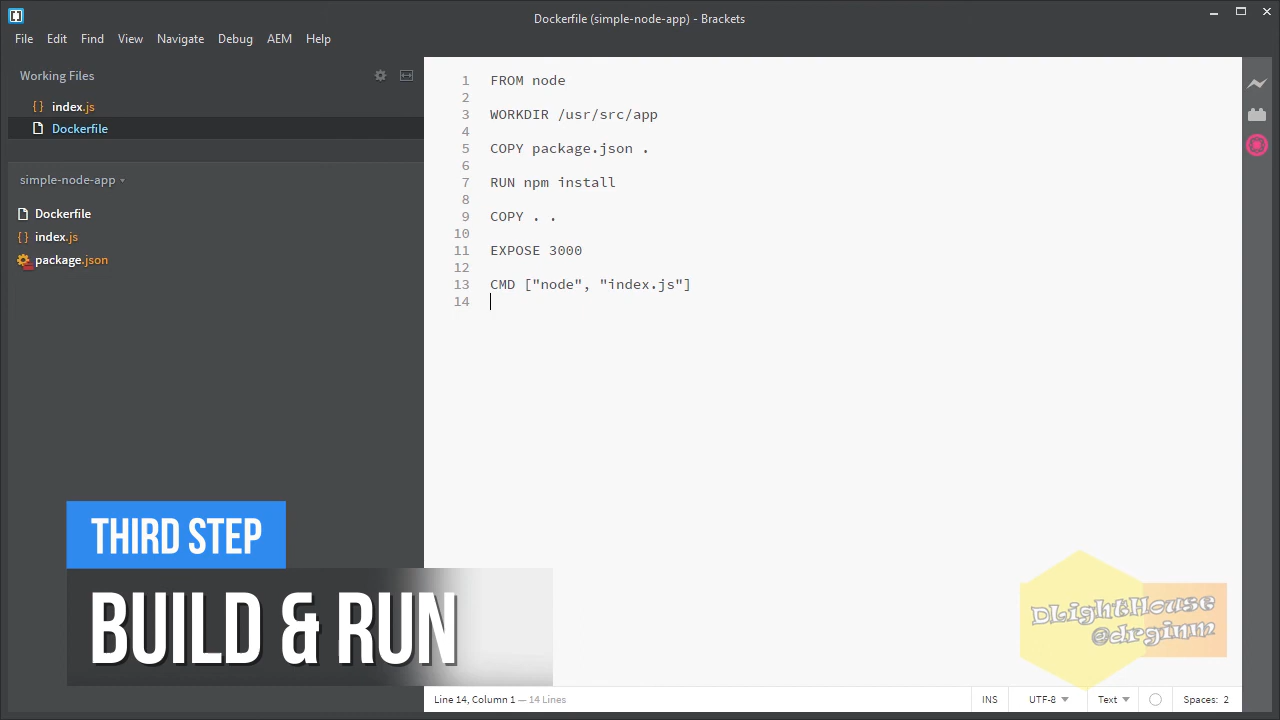 Dockerfile (simple-node-app) - Brackets
File Edit Find View Navigate Debug AEM Help
Working Files
{ } index.js
Dockerfile
simple-node-app
Dockerfile
{ } index.js
package.json
1 FROM node
2
3 WORKDIR /usr/src/app
4
5 COPY package.json .
6
7 RUN npm install
8
9 COPY . .
10
11 EXPOSE 3000
12
13 CMD ["node", "index.js"]
14
THIRD STEP
BUILD & RUN
DLightHouse
@drginm
Line 14, Column 1 — 14 Lines
INS UTF-8 Text Spaces: 2